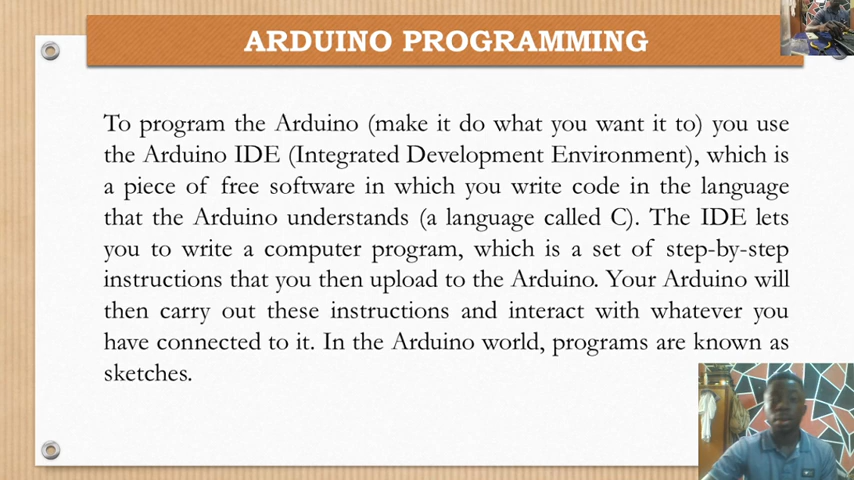 ARDUINO PROGRAMMING
To program the Arduino (make it do what you want it to) you use
the Arduino IDE (Integrated Development Environment), which is
a piece of free software in which you write code in the language
that the Arduino understands (a language called C). The IDE lets
you to write a computer program, which is a set of step-by-step
instructions that you then upload to the Arduino. Your Arduino will
then carry out these instructions and interact with whatever you
have connected to it. In the Arduino world, programs are known as
sketches.